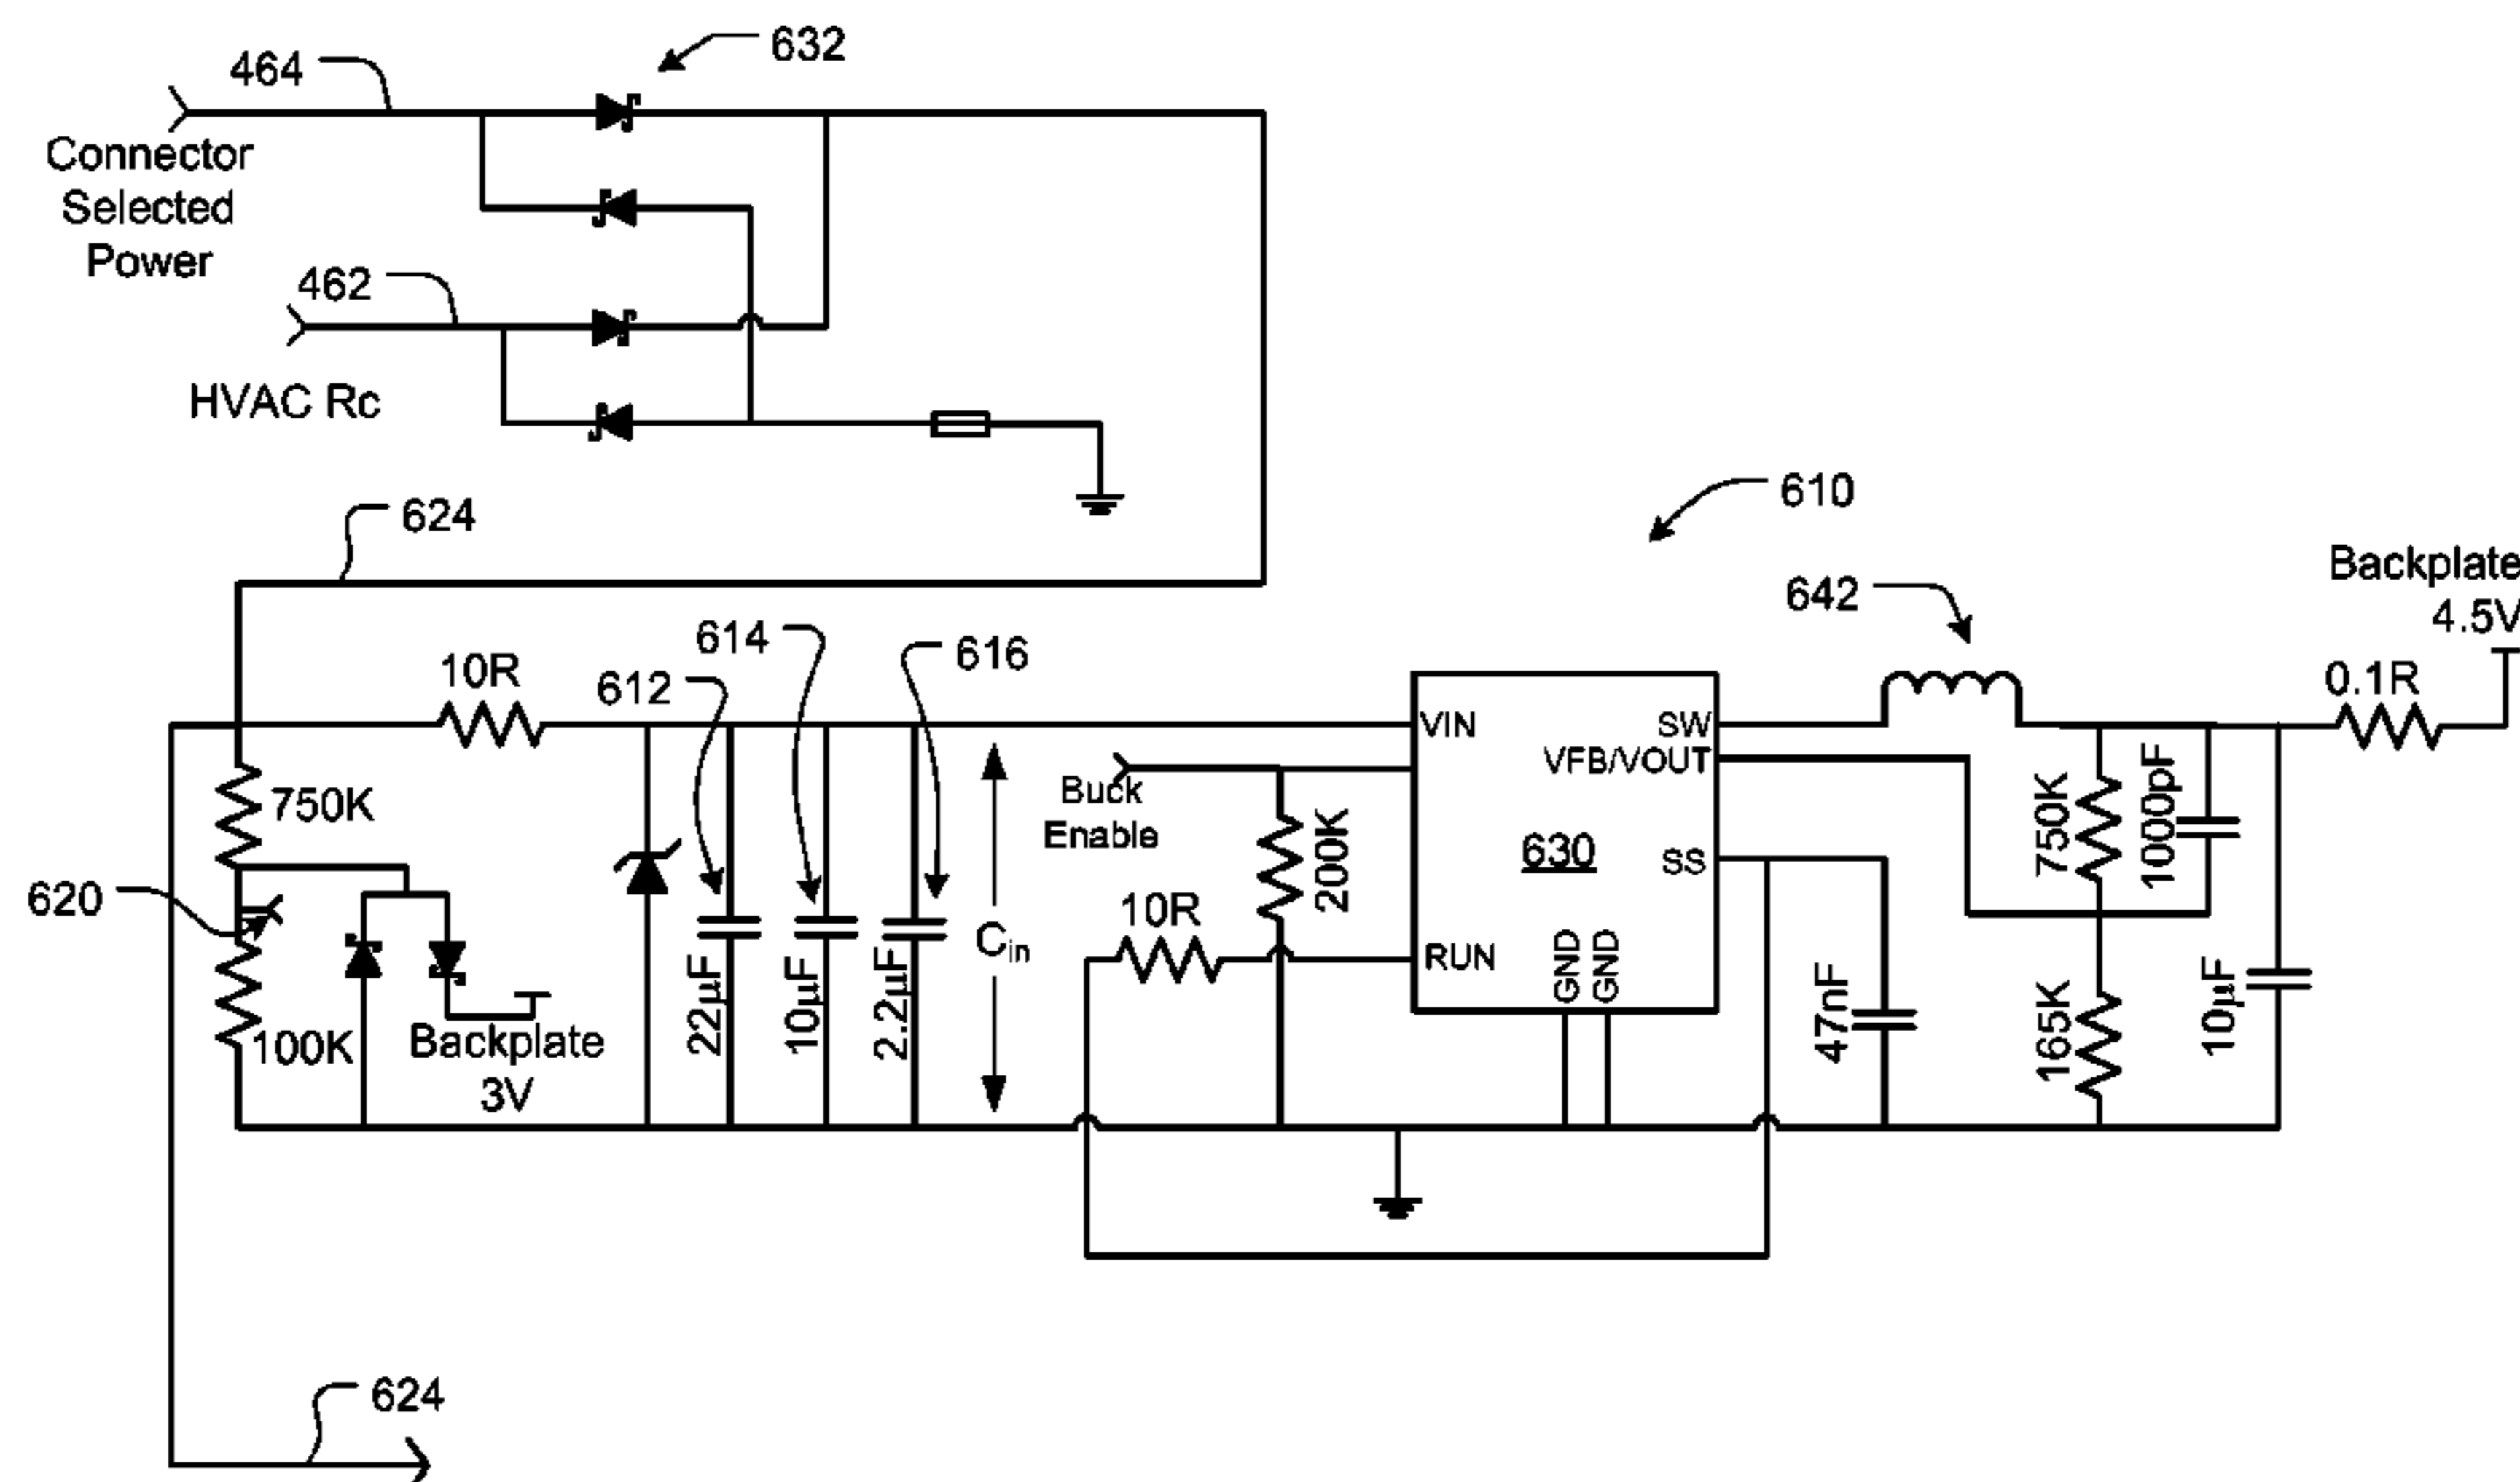 632
464
Connector
Selected
Power
462
HVAC Rc
624
610
Backplate
4.5V
642
614
616
612
10R
0.1R
VIN
SW
VFB/VOUT
Buck
Enable
750K
200K
630
SS
750K
1000pF
620
10R
Cin
RUN
GND
GND
22µF
10µF
2.2µF
47nF
165K
10µF
100K
Backplate
3V
624